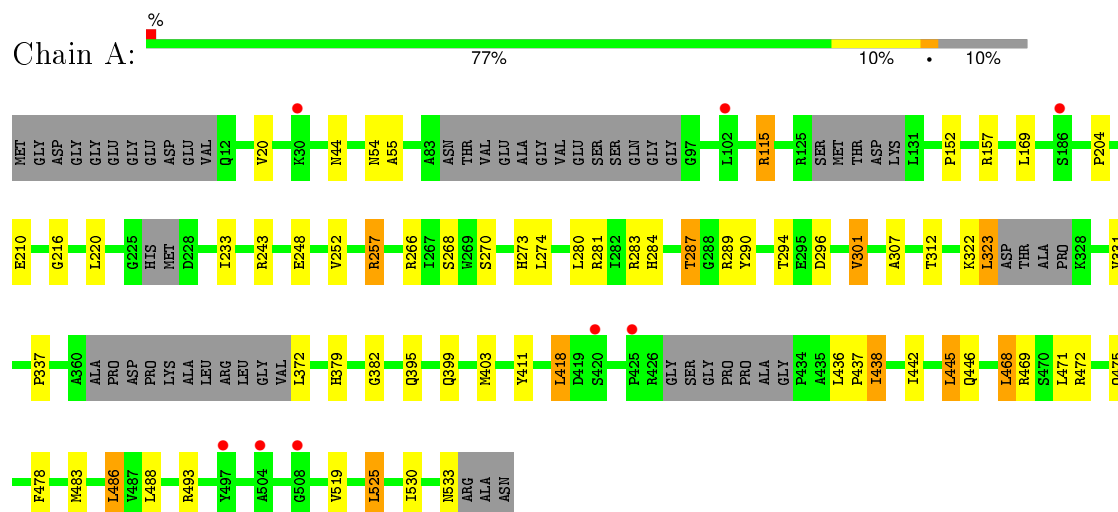 %
Chain A:
77% 10% • 10%
MET GLY ASP GLY GLY GLU GLY GLU ASP GLU VAL Q12 V20 K30 N44 N54 A55 A83 ASN THR VAL GLU ALA GLY VAL GLU SER SER GLN GLY GLY G97 L102 R115 R125 SER MET THR ASP LYS L131 P152 R157 L169 S186 P204
E210 G216 L220 G225 HIS MET D228 I233 R243 E248 V252 R257 R266 I267 S268 W269 S270 H273 L274 L280 R281 I282 R283 H284 T287 G288 R289 Y290 T294 E295 D296 V301 A307 T312 K322 L323 ASP THR ALA PRO K328 V331
P337 A360 ALA PRO ASP PRO LYS ALA LEU ARG LEU GLY VAL L372 H379 G382 Q395 Q399 M403 Y411 L418 D419 S420 P425 R426 GLY SER GLY PRO PRO ALA GLY P434 A435 L436 P437 I438 I442 L445 Q446 L468 R469 S470 L471 R472 Q475
F478 M483 L486 V487 L488 R493 Y497 A504 G508 V519 L525 I530 N533 ARG ALA ASN